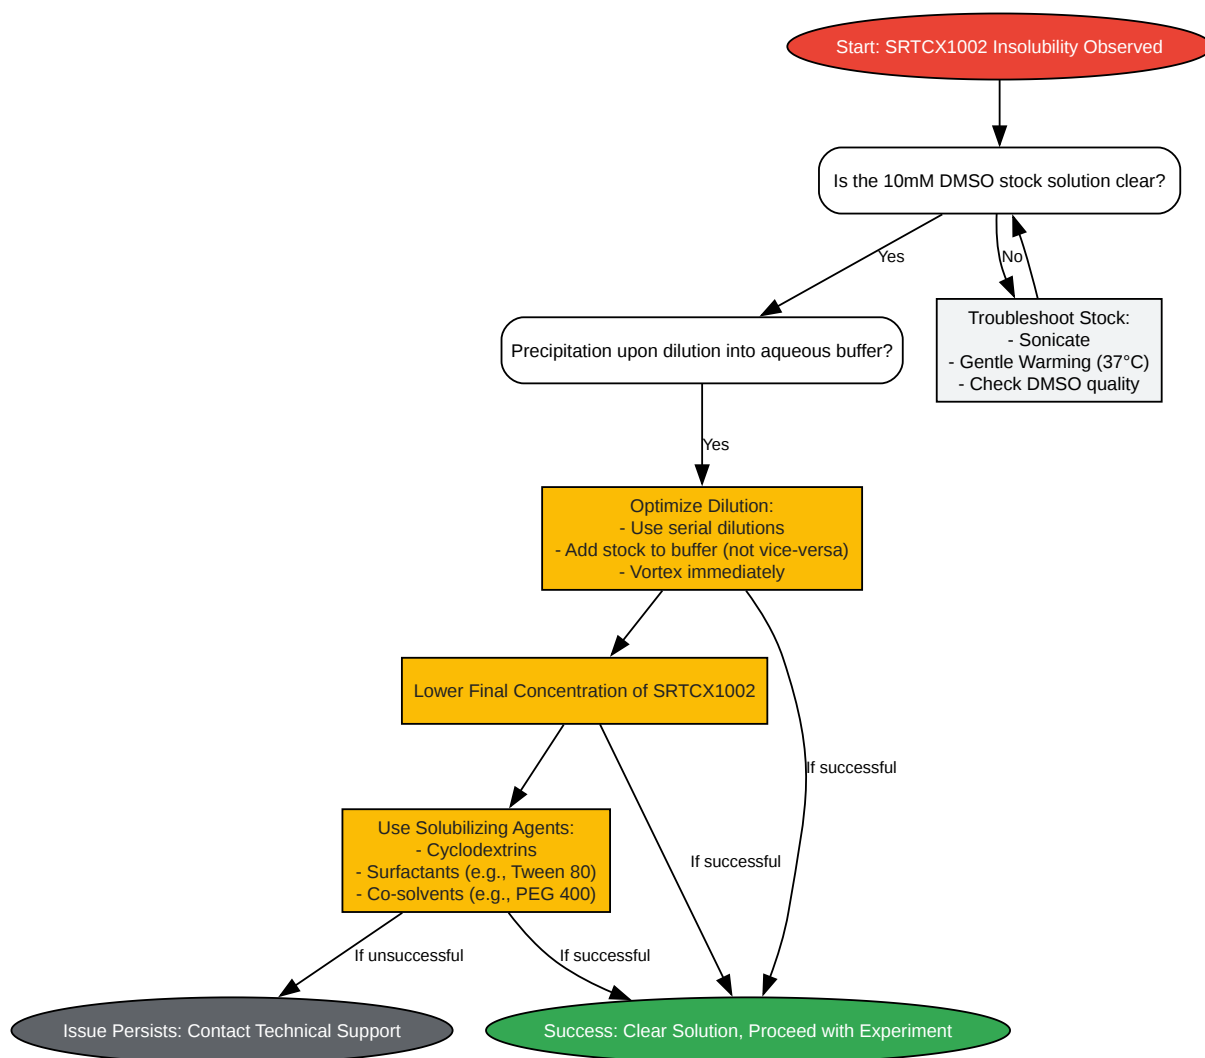 Start: SRTCX1002 Insolubility Observed
Is the 10mM DMSO stock solution clear?
Yes
No
Troubleshoot Stock:
- Sonicate
- Gentle Warming (37°C)
- Check DMSO quality
Precipitation upon dilution into aqueous buffer?
Yes
Optimize Dilution:
- Use serial dilutions
- Add stock to buffer (not vice-versa)
- Vortex immediately
Lower Final Concentration of SRTCX1002
If successful
Use Solubilizing Agents:
- Cyclodextrins
- Surfactants (e.g., Tween 80)
- Co-solvents (e.g., PEG 400)
If successful
If unsuccessful
If successful
Issue Persists: Contact Technical Support
Success: Clear Solution, Proceed with Experiment